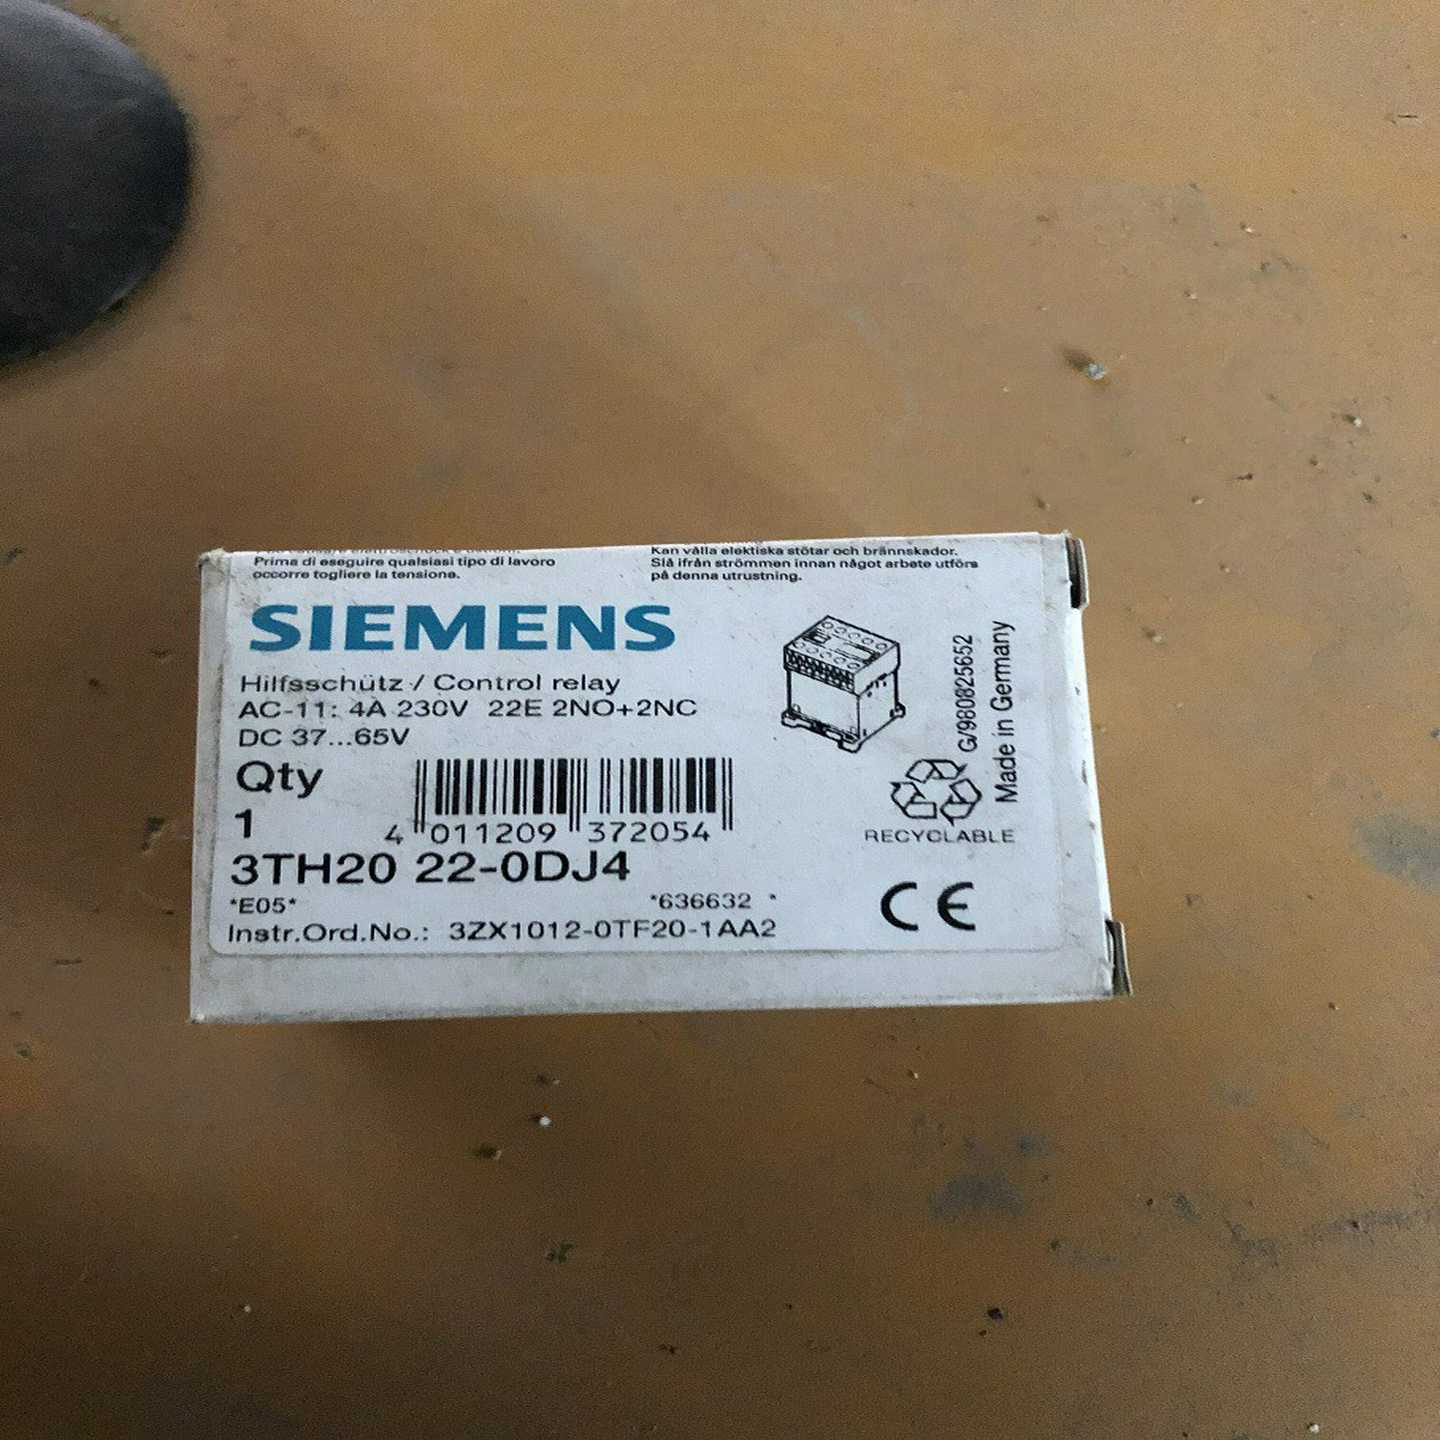 Prima di eseguire qualsiasi tipo di lavoro
occorre togliere la tensione.
Kan vålla elektiska stötar och brännskador.
Slå ifrån strömmen innan något arbete utförs
på denna utrustning.
SIEMENS
Hilfsschütz / Control relay
AC-11: 4A 230V 22E 2NO+2NC
DC 37...65V
Qty
1
4 011209 372054
3TH20 22-0DJ4
*E05* *636632 *
Instr.Ord.No.: 3ZX1012-0TF20-1AA2
G/980825652
Made in Germany
RECYCLABLE
CE